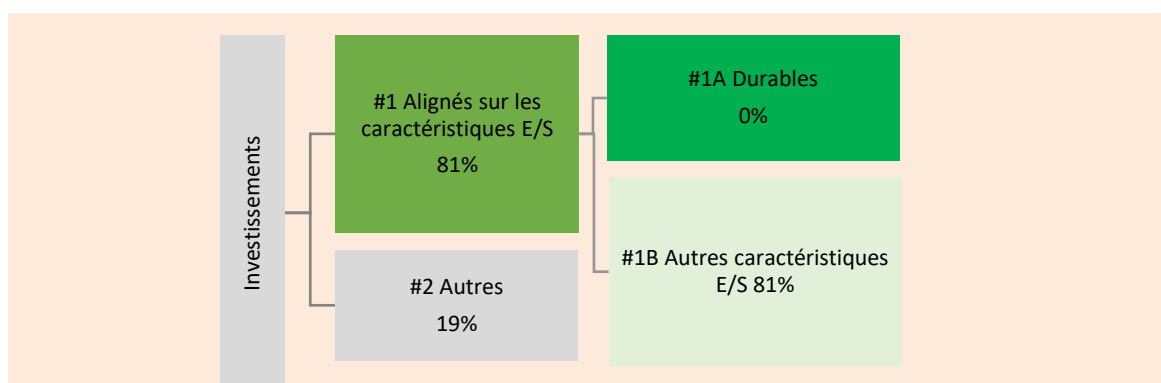 Investissements
#1 Alignés sur les
caractéristiques E/S
81%
#2 Autres
19%
#1A Durables
0%
#1B Autres caractéristiques
E/S 81%